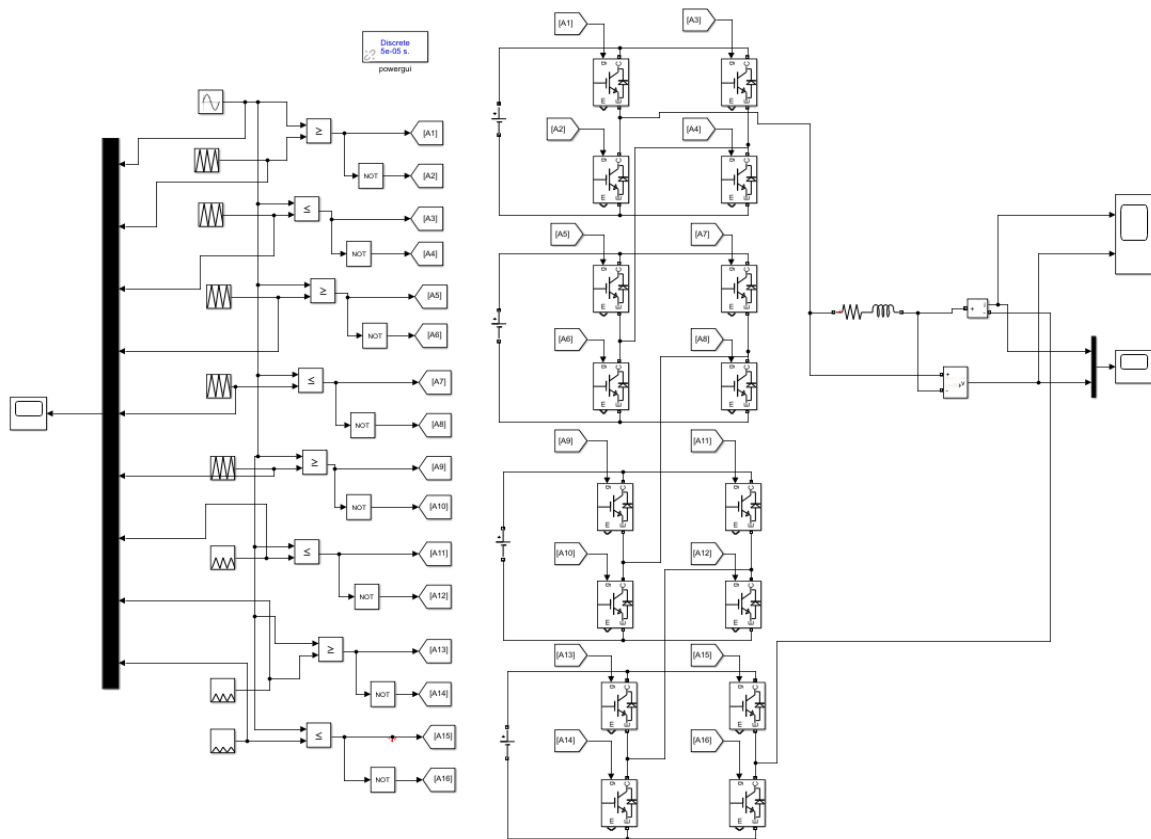 Discrete
5e-05 s.
powergui
≥
[A1]
NOT
[A2]
≤
[A3]
NOT
[A4]
≥
[A5]
NOT
[A6]
≤
[A7]
NOT
[A8]
≥
[A9]
NOT
[A10]
≤
[A11]
NOT
[A12]
≥
[A13]
NOT
[A14]
≤
[A15]
NOT
[A16]
[A1]
[A3]
g C
g C
m E
m E
+
[A2]
[A4]
g C
g C
m E
m E
[A5]
[A7]
g C
g C
m E
m E
+
[A6]
[A8]
g C
g C
m E
m E
[A9]
[A11]
g C
g C
m E
m E
+
[A10]
[A12]
g C
g C
m E
m E
[A13]
[A15]
g C
g C
m E
m E
+
[A14]
[A16]
g C
g C
m E
m E
+
i
-
+
-
v